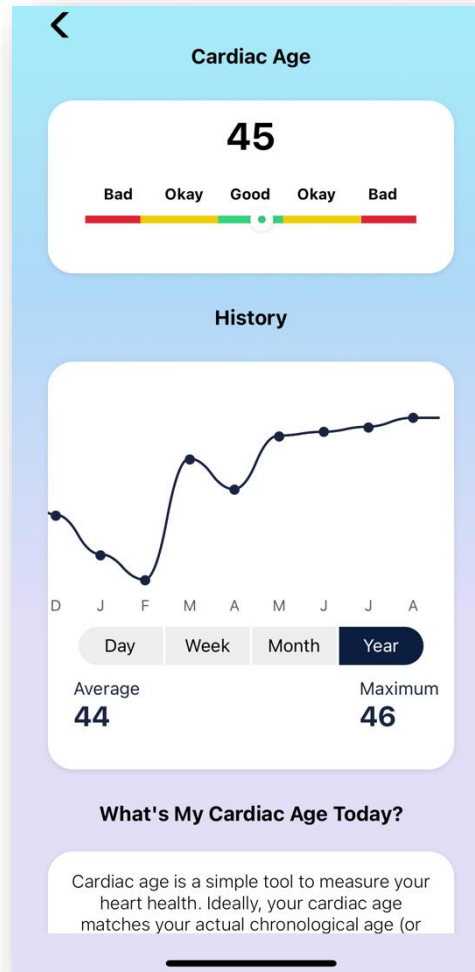 Cardiac Age
45
Bad Okay Good Okay Bad
History
D J F M A M J J A
Day Week Month Year
Average Maximum
44 46
What's My Cardiac Age Today?
Cardiac age is a simple tool to measure your
heart health. Ideally, your cardiac age
matches your actual chronological age (or